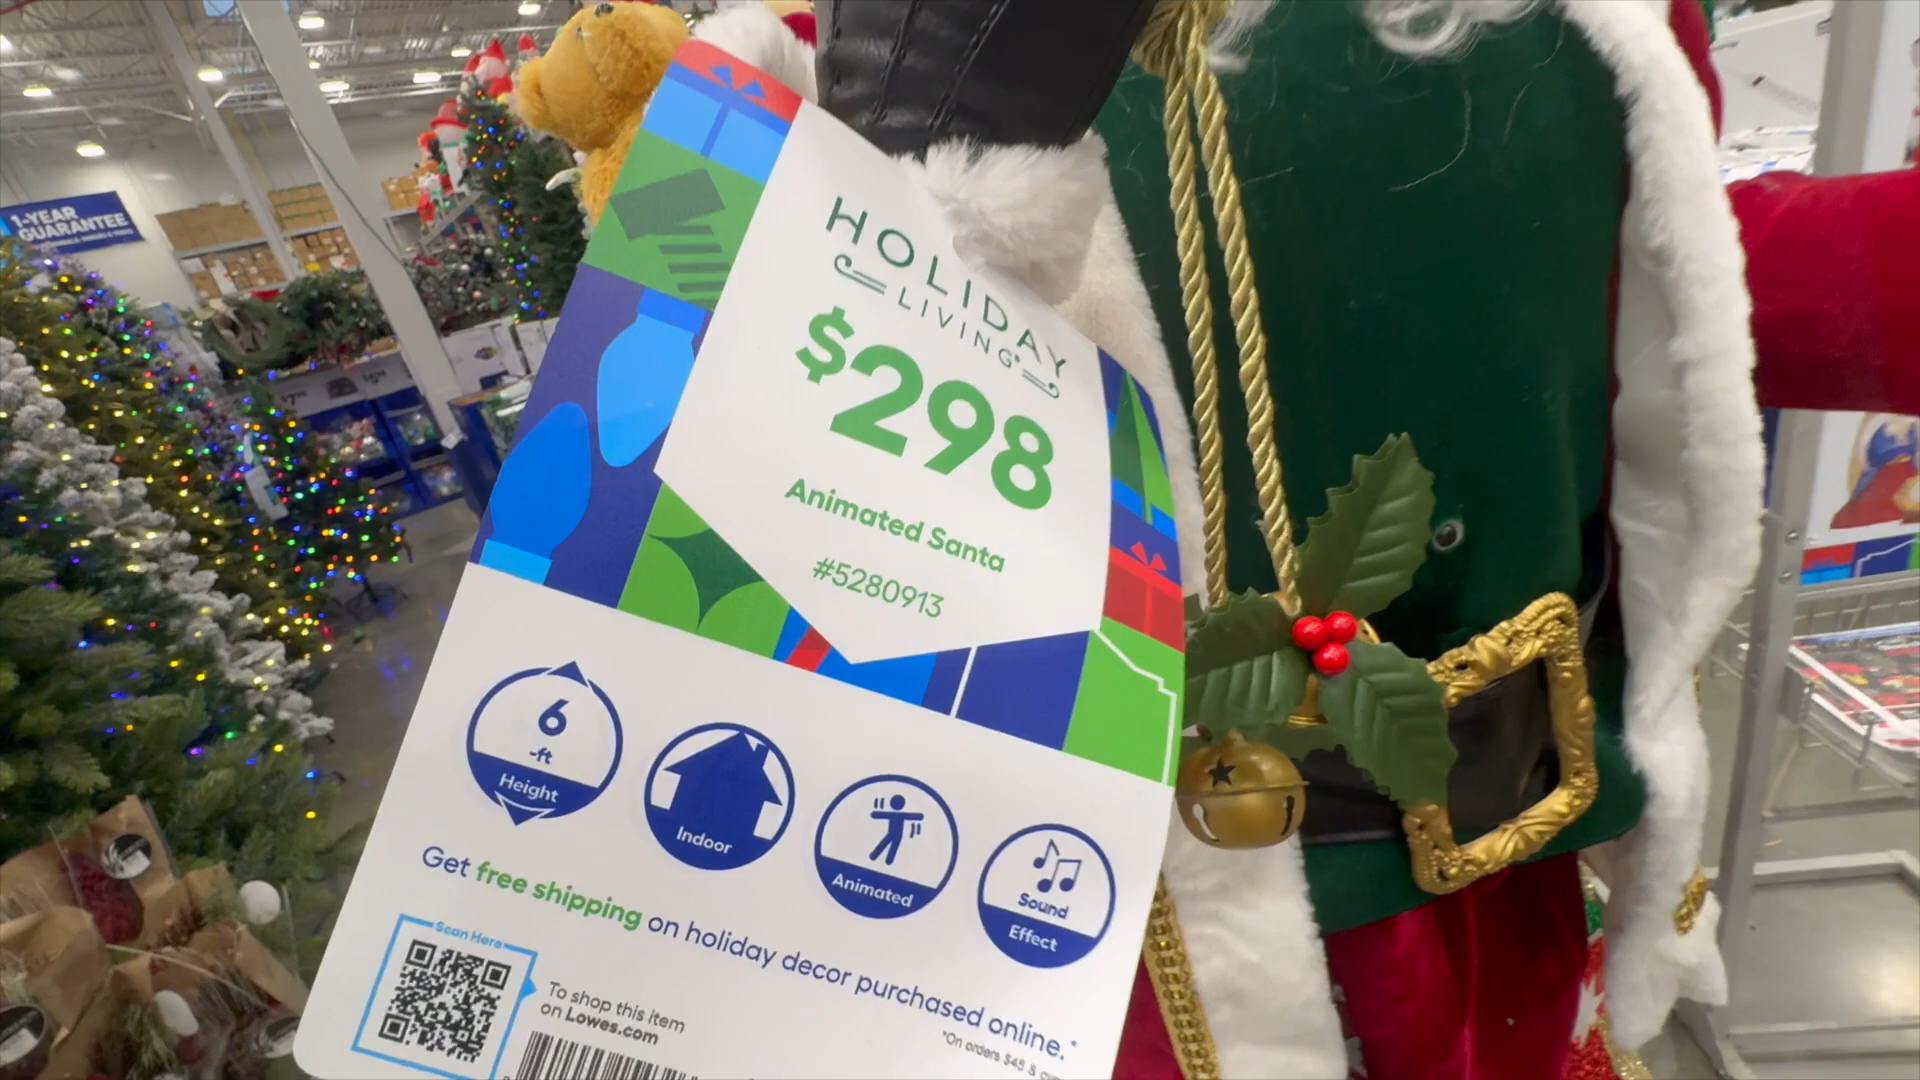 1-YEAR
GUARANTEE
HOLIDAY
LIVING
$298
Animated Santa
#5280913
6
-ft
Height
Indoor
Animated
Sound
Effect
Get free shipping on holiday decor purchased online.*
*On orders $45 &
Scan Here
To shop this item
on Lowes.com